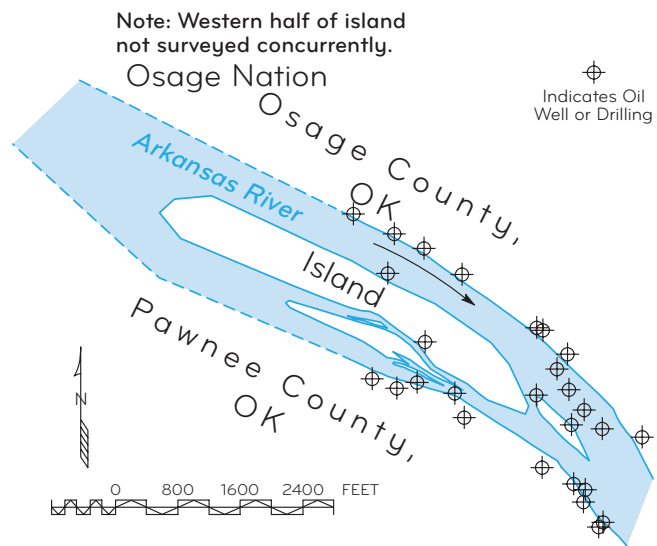 Note: Western half of island
not surveyed concurrently.
Osage Nation
Osage County,
OK
Indicates Oil
Well or Drilling
Arkansas River
Island
Pawnee County,
OK
N
0 800 1600 2400 FEET